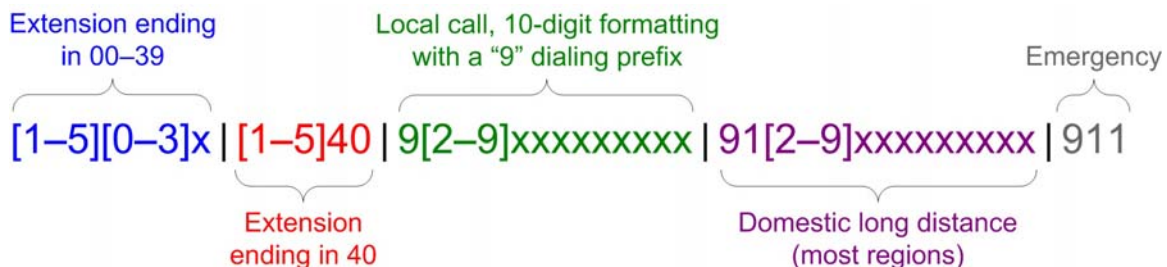 Extension ending
in 00–39
Local call, 10-digit formatting
with a “9” dialing prefix
Emergency
[1–5][0–3]x | [1–5]40 | 9[2–9]xxxxxxxxx | 91[2–9]xxxxxxxxx | 911
Extension
ending in 40
Domestic long distance
(most regions)